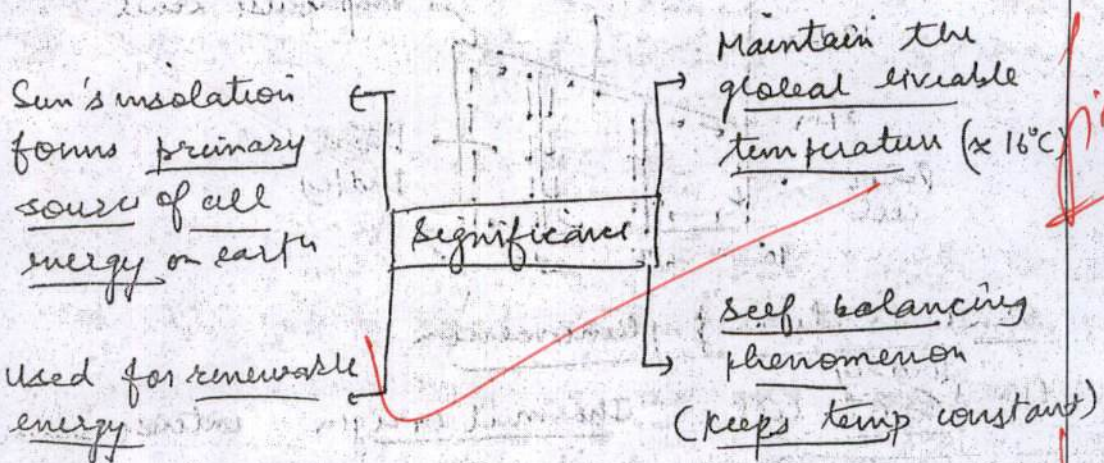 Sun's insolation
forms primary
source of all
energy on earth
Used for renewable
energy
Significance
Maintain the
global liveable
temperature (≈ 16°C)
self balancing
phenomenon
(keeps temp constant)